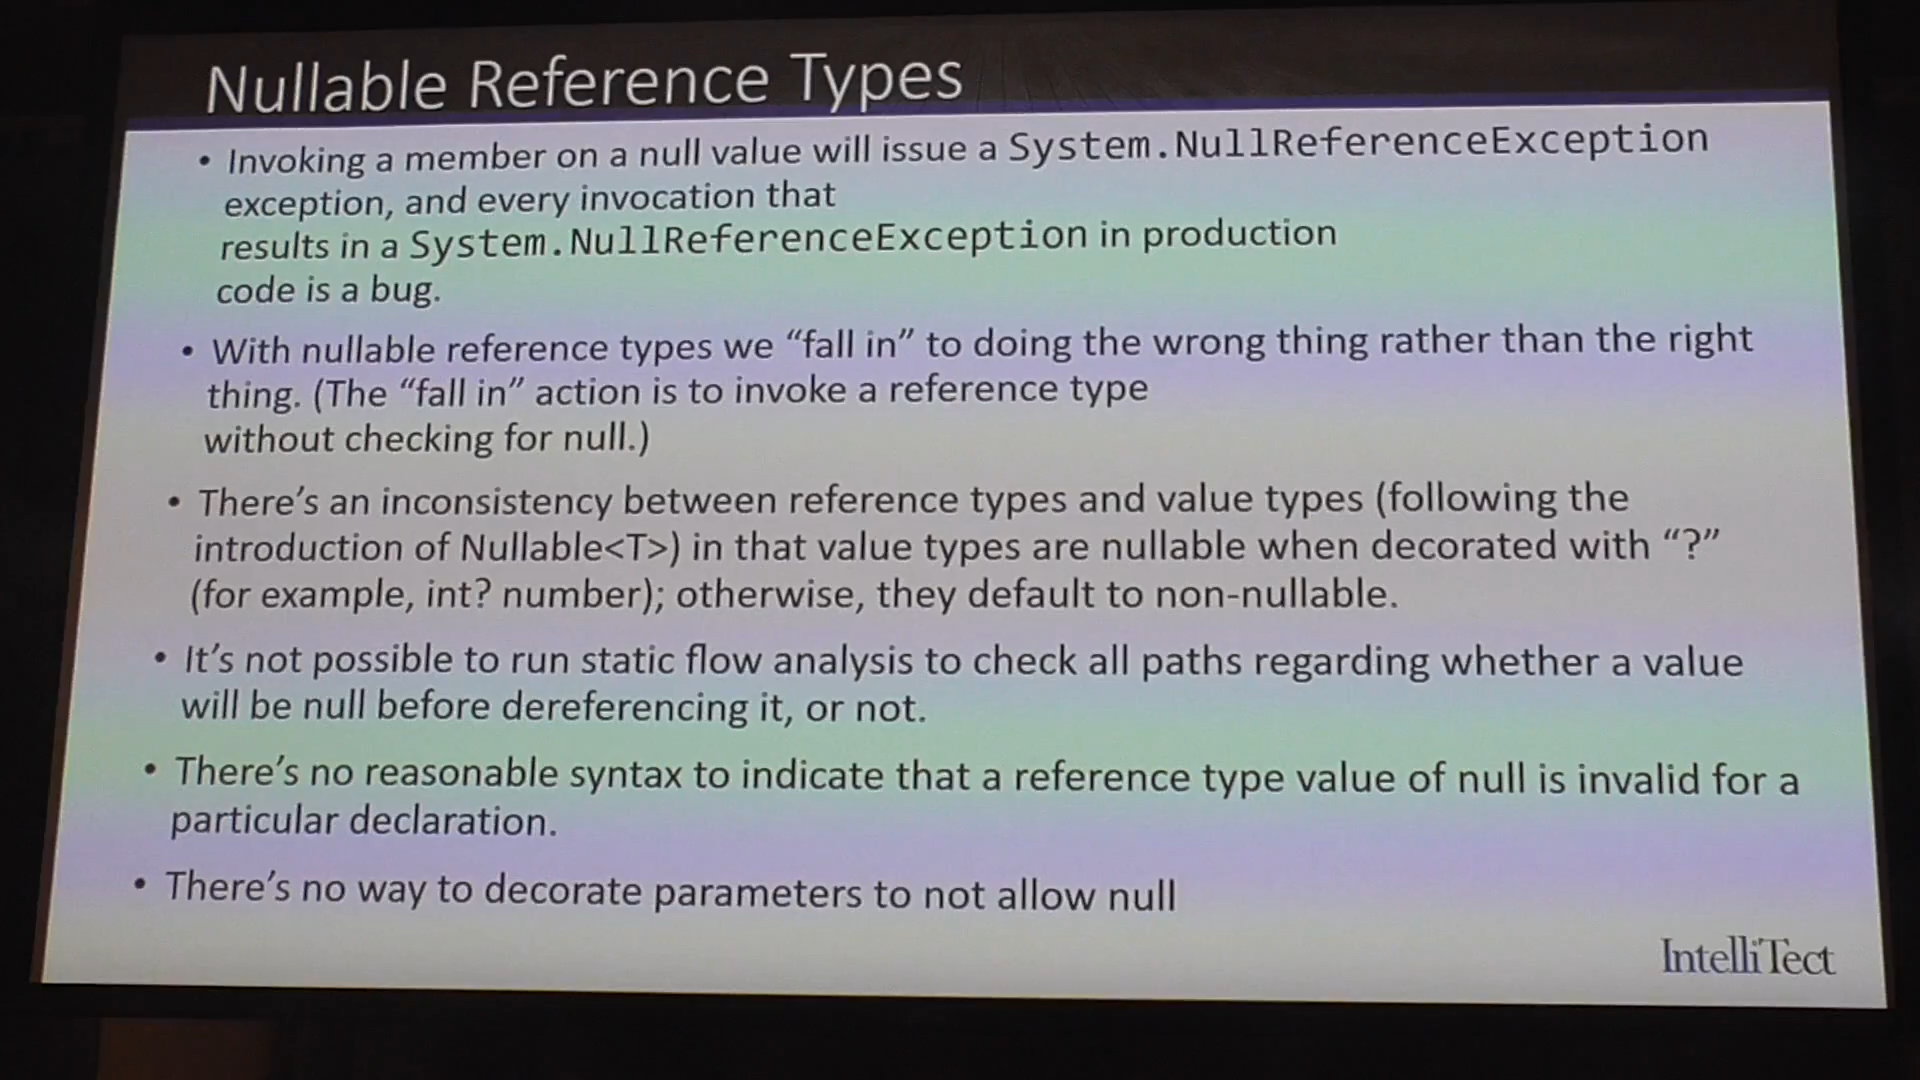 Nullable Reference Types
• Invoking a member on a null value will issue a System.NullReferenceException
exception, and every invocation that
results in a System.NullReferenceException in production
code is a bug.
• With nullable reference types we “fall in” to doing the wrong thing rather than the right
thing. (The “fall in” action is to invoke a reference type
without checking for null.)
• There’s an inconsistency between reference types and value types (following the
introduction of Nullable<T>) in that value types are nullable when decorated with “?”
(for example, int? number); otherwise, they default to non-nullable.
• It’s not possible to run static flow analysis to check all paths regarding whether a value
will be null before dereferencing it, or not.
• There’s no reasonable syntax to indicate that a reference type value of null is invalid for a
particular declaration.
• There’s no way to decorate parameters to not allow null
IntelliTect